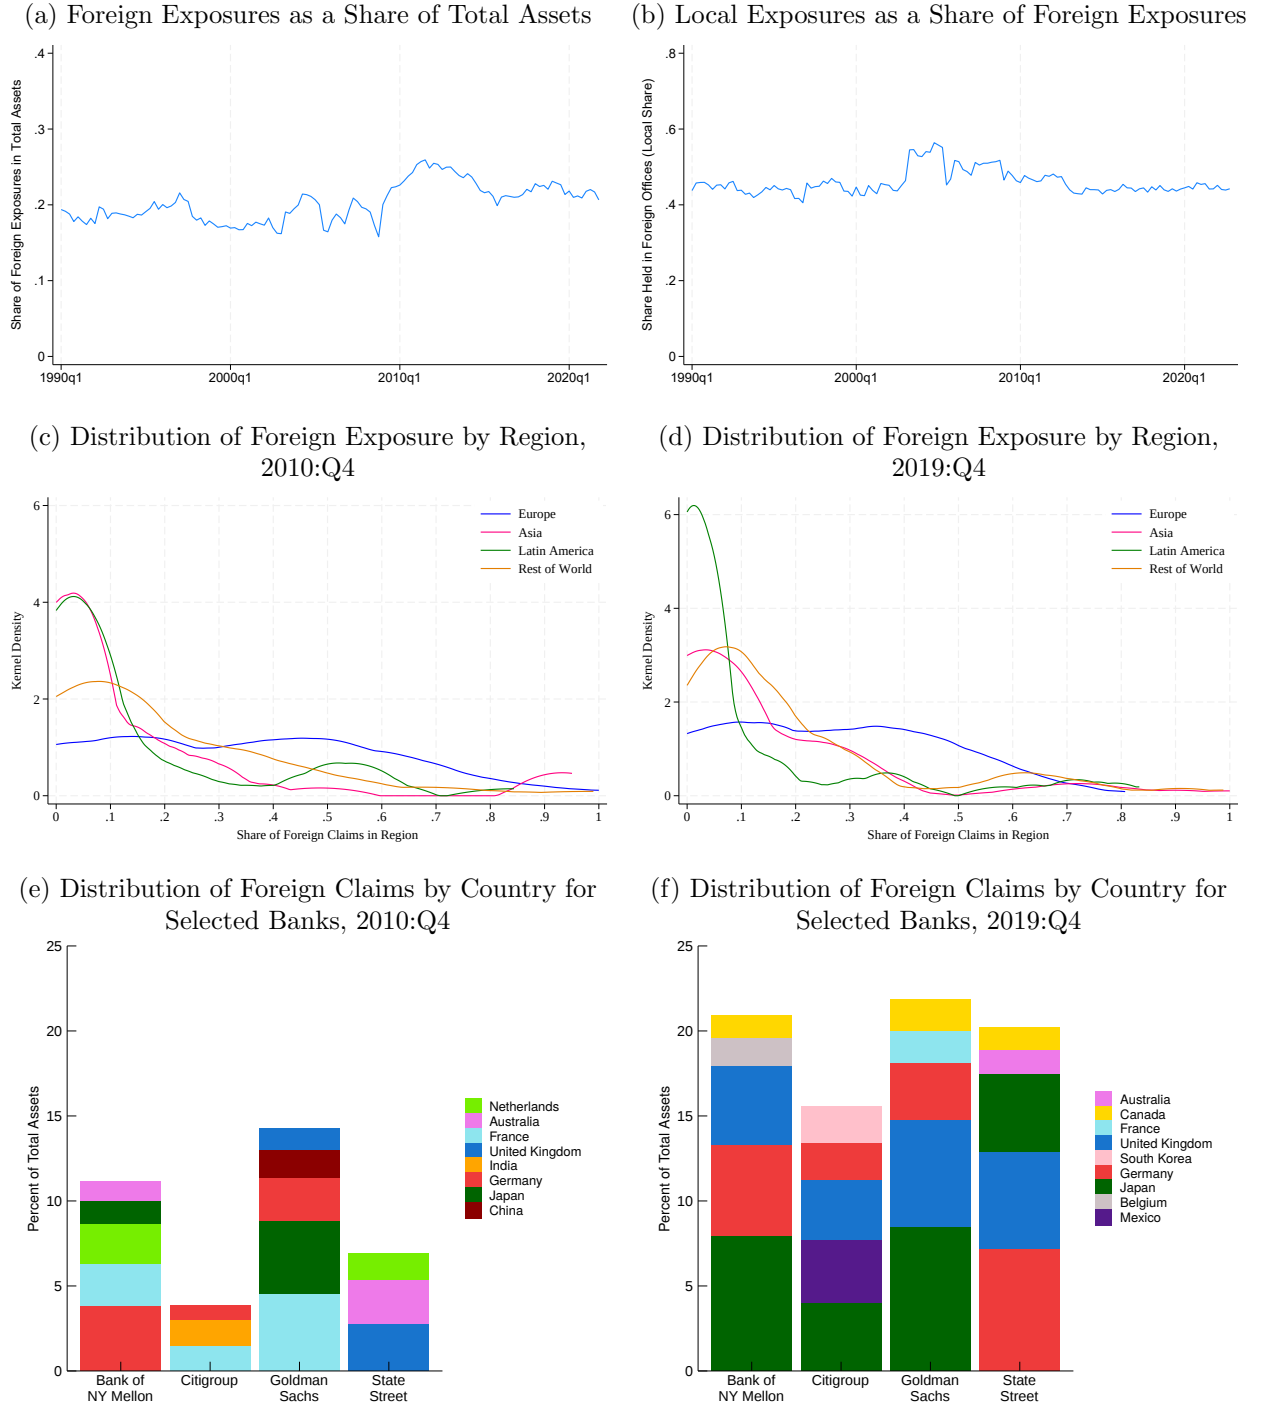 (a) Foreign Exposures as a Share of Total Assets
Share of Foreign Exposures in Total Assets
.4
.3
.2
.1
0
1990q1
2000q1
2010q1
2020q1
(b) Local Exposures as a Share of Foreign Exposures
Share Held in Foreign Offices (Local Share)
.8
.6
.4
.2
0
1990q1
2000q1
2010q1
2020q1
(c) Distribution of Foreign Exposure by Region,
2010:Q4
Kernel Density
6
4
2
0
Europe
Asia
Latin America
Rest of World
0
.1
.2
.3
.4
.5
.6
.7
.8
.9
1
Share of Foreign Claims in Region
(d) Distribution of Foreign Exposure by Region,
2019:Q4
Kernel Density
6
4
2
0
Europe
Asia
Latin America
Rest of World
0
.1
.2
.3
.4
.5
.6
.7
.8
.9
1
Share of Foreign Claims in Region
(e) Distribution of Foreign Claims by Country for
Selected Banks, 2010:Q4
Percent of Total Assets
25
20
15
10
5
0
Bank of
NY Mellon
Citigroup
Goldman
Sachs
State
Street
Netherlands
Australia
France
United Kingdom
India
Germany
Japan
China
(f) Distribution of Foreign Claims by Country for
Selected Banks, 2019:Q4
Percent of Total Assets
25
20
15
10
5
0
Bank of
NY Mellon
Citigroup
Goldman
Sachs
State
Street
Australia
Canada
France
United Kingdom
South Korea
Germany
Japan
Belgium
Mexico